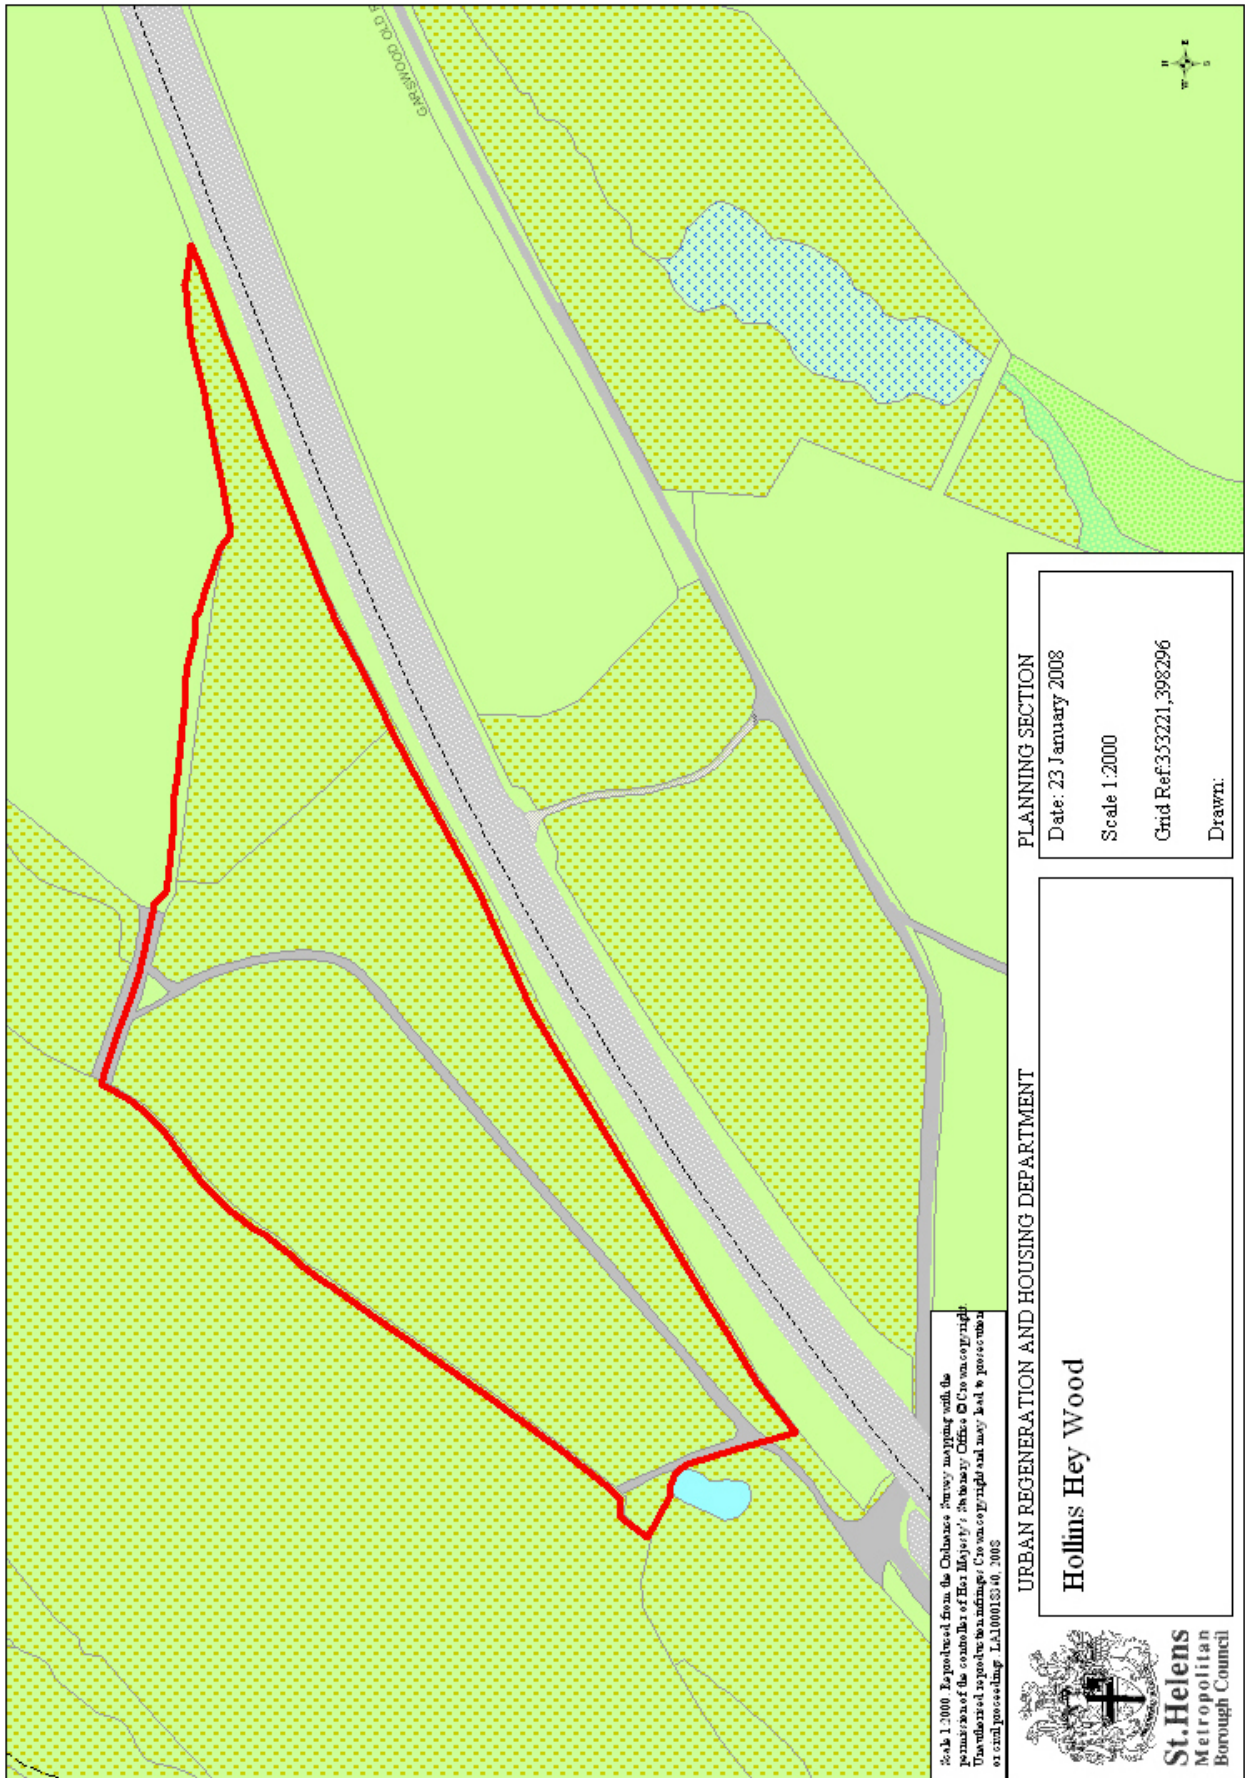 GARSWOOD OLD R
N
W E
S
Scale 1:2000. Reproduced from the Ordnance Survey mapping with the
permission of the controller of Her Majesty's Stationery Office © Crown copyright.
Unauthorised reproduction infringes Crown copyright and may lead to prosecution
or civil proceedings. LA100018340, 2008
URBAN REGENERATION AND HOUSING DEPARTMENT
PLANNING SECTION
Hollins Hey Wood
Date: 23 January 2008
Scale 1:2000
Grid Ref:353221,398296
Drawn:
St.Helens
Metropolitan
Borough Council